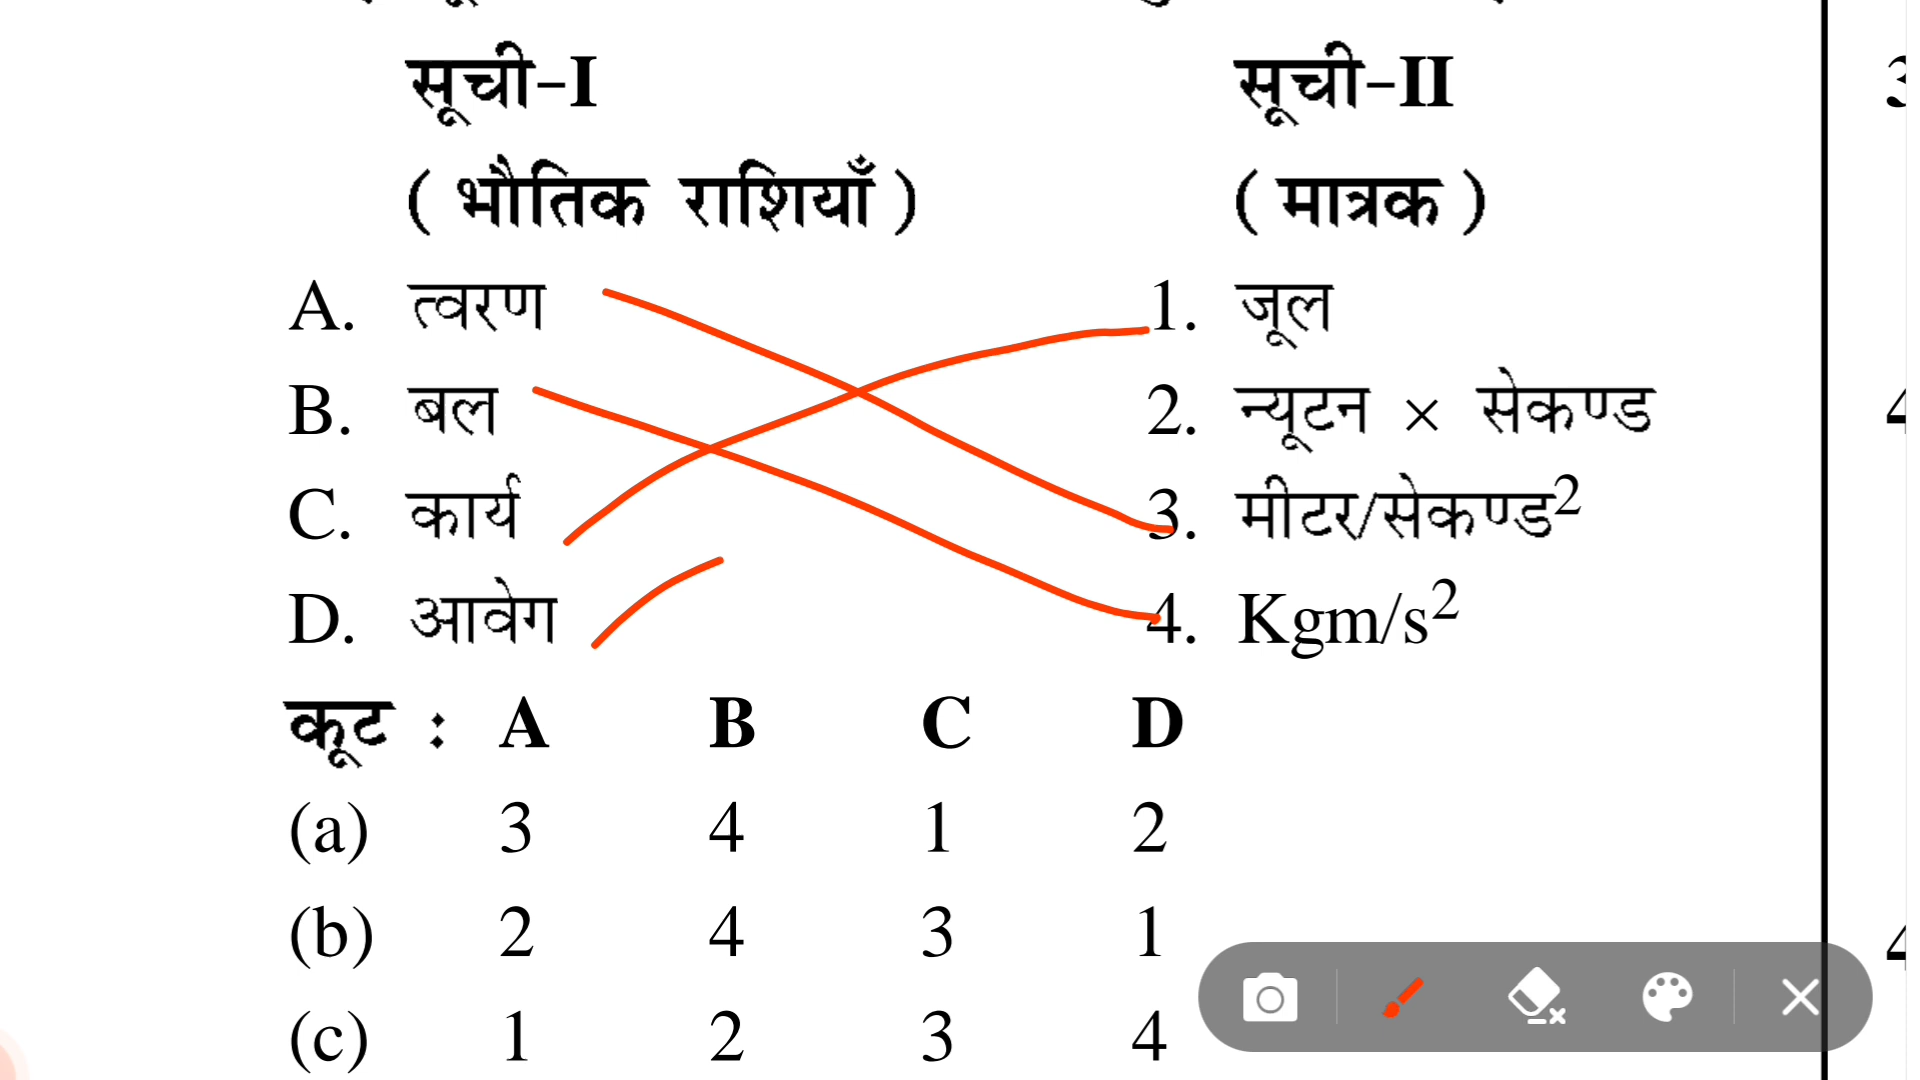 सूची-I सूची-II
( भौतिक राशियाँ ) ( मात्रक )
A. त्वरण 1. जूल
B. बल 2. न्यूटन × सेकण्ड
C. कार्य 3. मीटर/सेकण्ड²
D. आवेग 4. Kgm/s²
कूट : A B C D
(a) 3 4 1 2
(b) 2 4 3 1
(c) 1 2 3 4